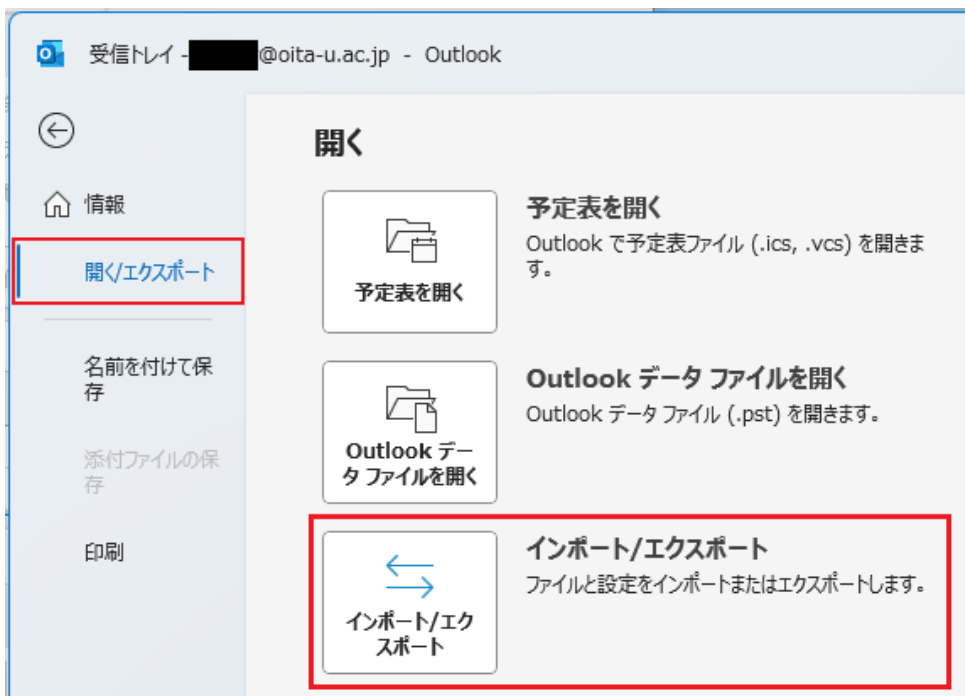 受信トレイ - @oita-u.ac.jp - Outlook
情報
開く/エクスポート
名前を付けて保
存
添付ファイルの保
存
印刷
開く
予定表を開く
予定表を開く
Outlook で予定表ファイル (.ics, .vcs) を開きま
す。
Outlook デー
タ ファイルを開く
Outlook データ ファイルを開く
Outlook データ ファイル (.pst) を開きます。
インポート/エク
スポート
インポート/エクスポート
ファイルと設定をインポートまたはエクスポートします。